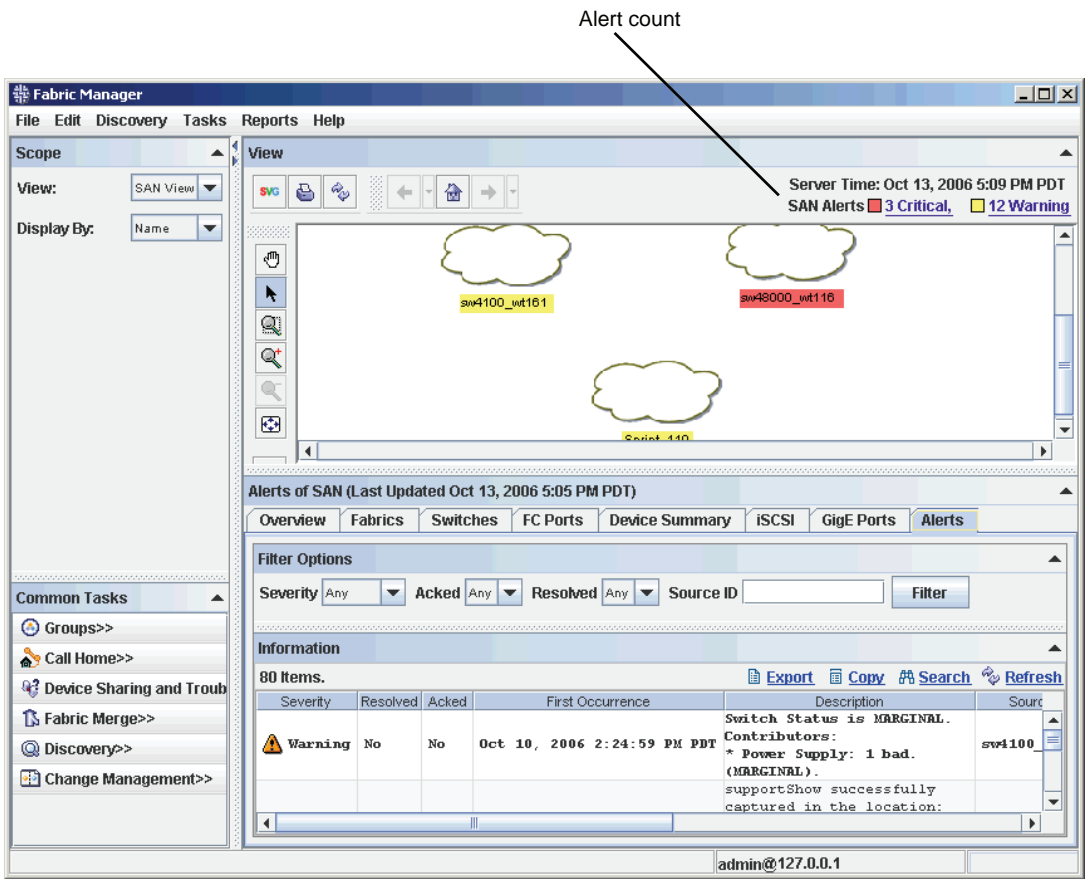 Alert count
Fabric Manager
File Edit Discovery Tasks Reports Help
Scope
View: SAN View
Display By: Name
View
SVG
Server Time: Oct 13, 2006 5:09 PM PDT
SAN Alerts 3 Critical, 12 Warning
sw4100_wt161
sw48000_wt116
Sprint_110
Alerts of SAN (Last Updated Oct 13, 2006 5:05 PM PDT)
Overview Fabrics Switches FC Ports Device Summary iSCSI GigE Ports Alerts
Filter Options
Severity Any Acked Any Resolved Any Source ID Filter
Information
80 Items. Export Copy Search Refresh
Severity Resolved Acked First Occurrence Description Sourc
Warning No No Oct 10, 2006 2:24:59 PM PDT
Switch Status is MARGINAL.
Contributors:
* Power Supply: 1 bad.
(MARGINAL).
sw4100_
supportShow successfully
captured in the location:
Common Tasks
Groups>>
Call Home>>
Device Sharing and Troub
Fabric Merge>>
Discovery>>
Change Management>>
admin@127.0.0.1